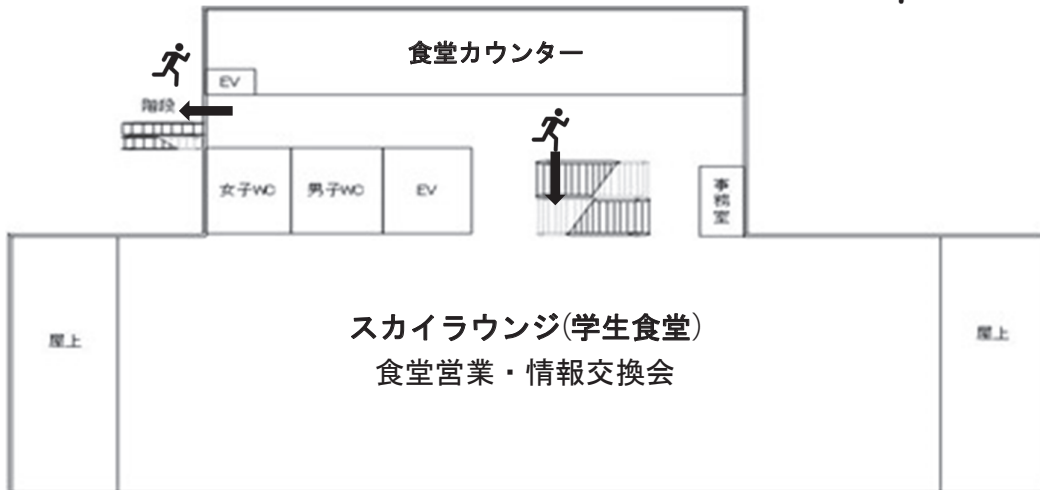 食堂カウンター
EV
階段
女子WC
男子WC
EV
事務室
屋上
スカイラウンジ(学生食堂)
食堂営業・情報交換会
屋上